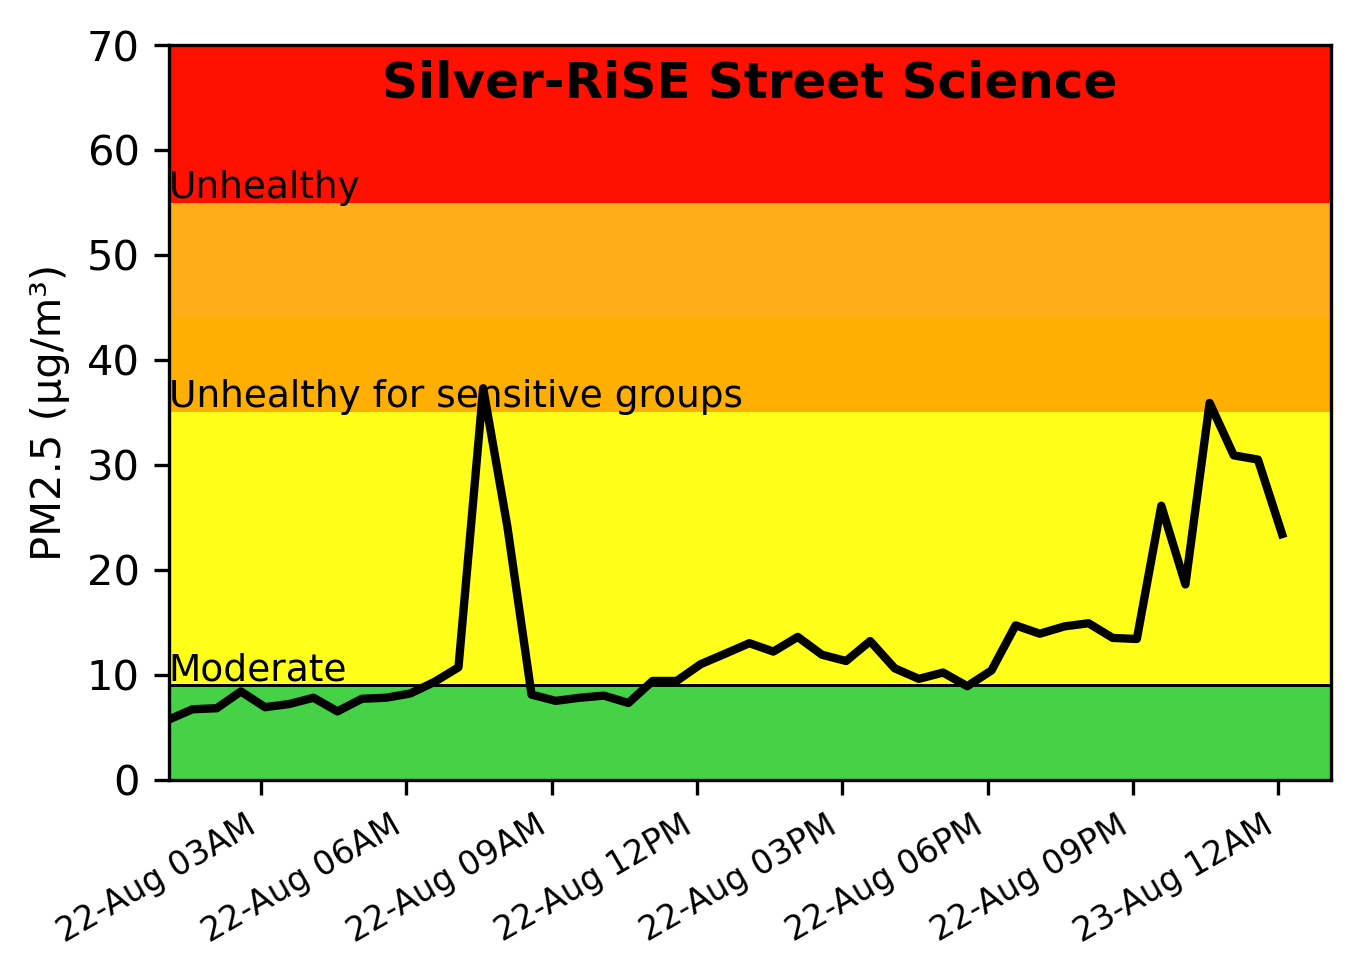 Silver-RiSE Street Science
PM2.5 (µg/m³)
70
60
50
40
30
20
10
0
Unhealthy
Unhealthy for sensitive groups
Moderate
22-Aug 03AM
22-Aug 06AM
22-Aug 09AM
22-Aug 12PM
22-Aug 03PM
22-Aug 06PM
22-Aug 09PM
23-Aug 12AM